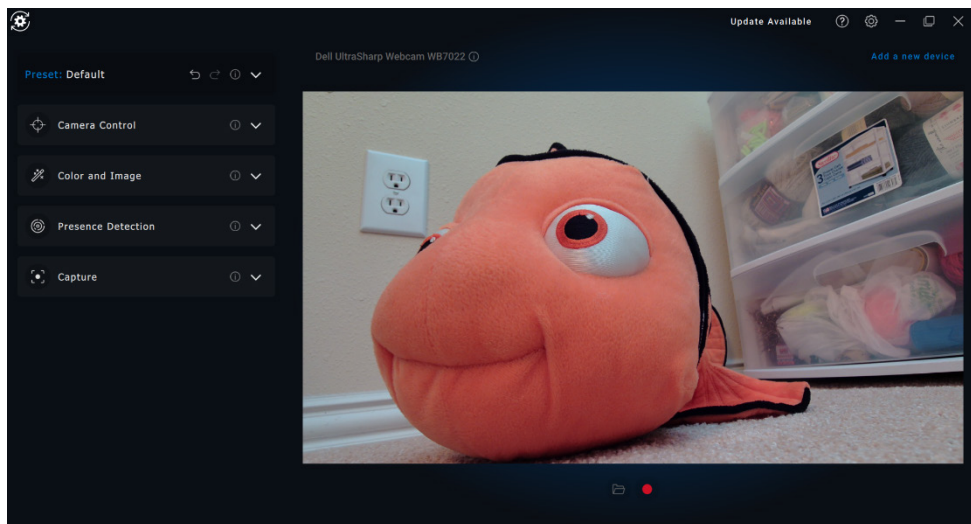 Update Available
Preset: Default
Dell UltraSharp Webcam WB7022
Add a new device
Camera Control
Color and Image
Presence Detection
Capture
3